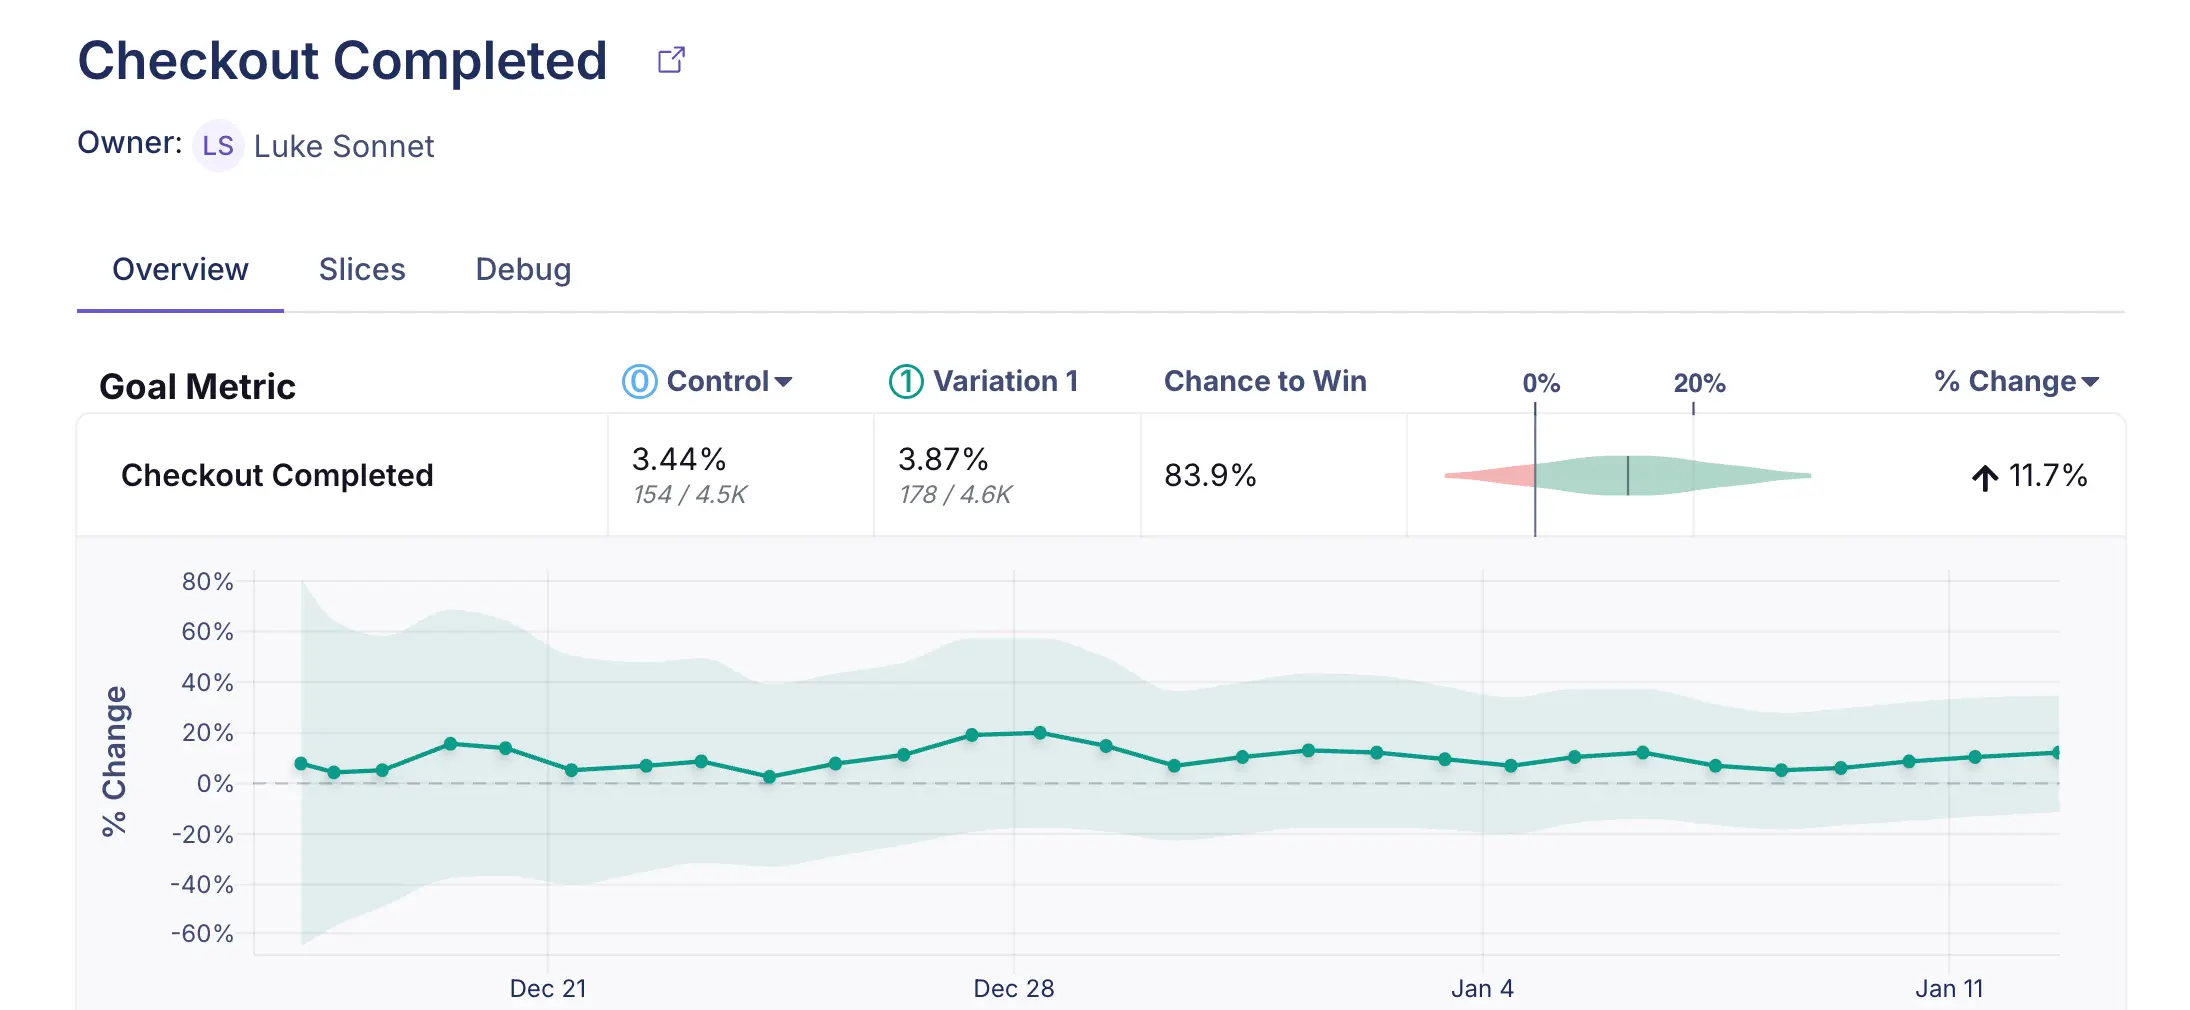 Checkout Completed
Owner: LS Luke Sonnet
Overview Slices Debug
Goal Metric 0 Control 1 Variation 1 Chance to Win 0% 20% % Change
Checkout Completed 3.44% 3.87% 83.9% 11.7%
154 / 4.5K 178 / 4.6K
% Change
80%
60%
40%
20%
0%
-20%
-40%
-60%
Dec 21 Dec 28 Jan 4 Jan 11